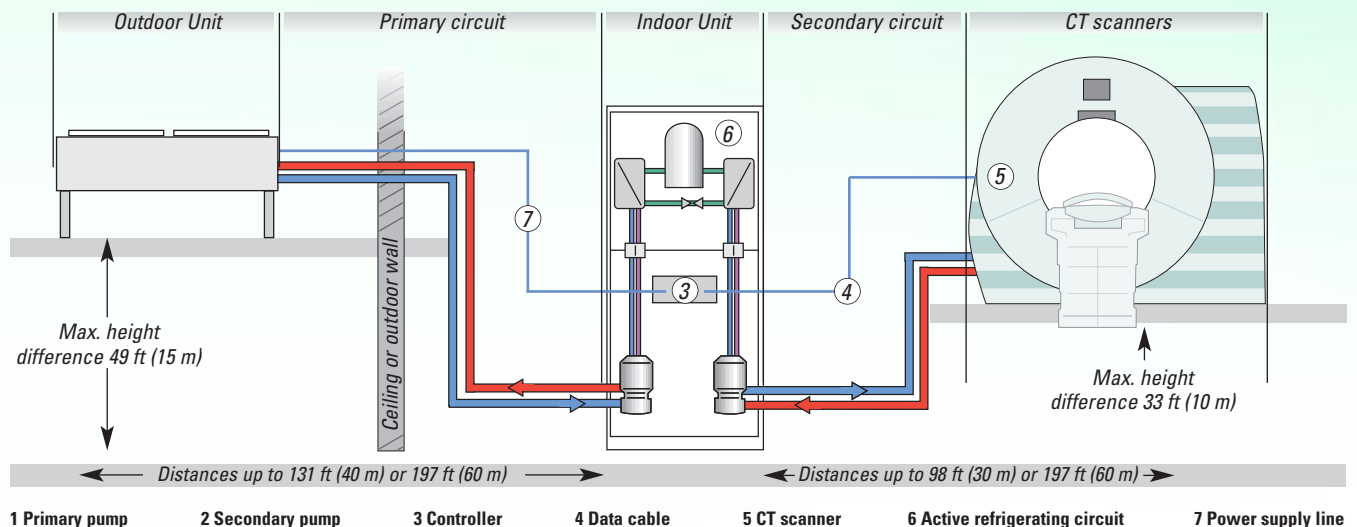 Outdoor Unit
Primary circuit
Indoor Unit
Secondary circuit
CT scanners
6
5
7
3
4
Ceiling or outdoor wall
Max. height
difference 49 ft (15 m)
Max. height
difference 33 ft (10 m)
Distances up to 131 ft (40 m) or 197 ft (60 m)
Distances up to 98 ft (30 m) or 197 ft (60 m)
1 Primary pump
2 Secondary pump
3 Controller
4 Data cable
5 CT scanner
6 Active refrigerating circuit
7 Power supply line